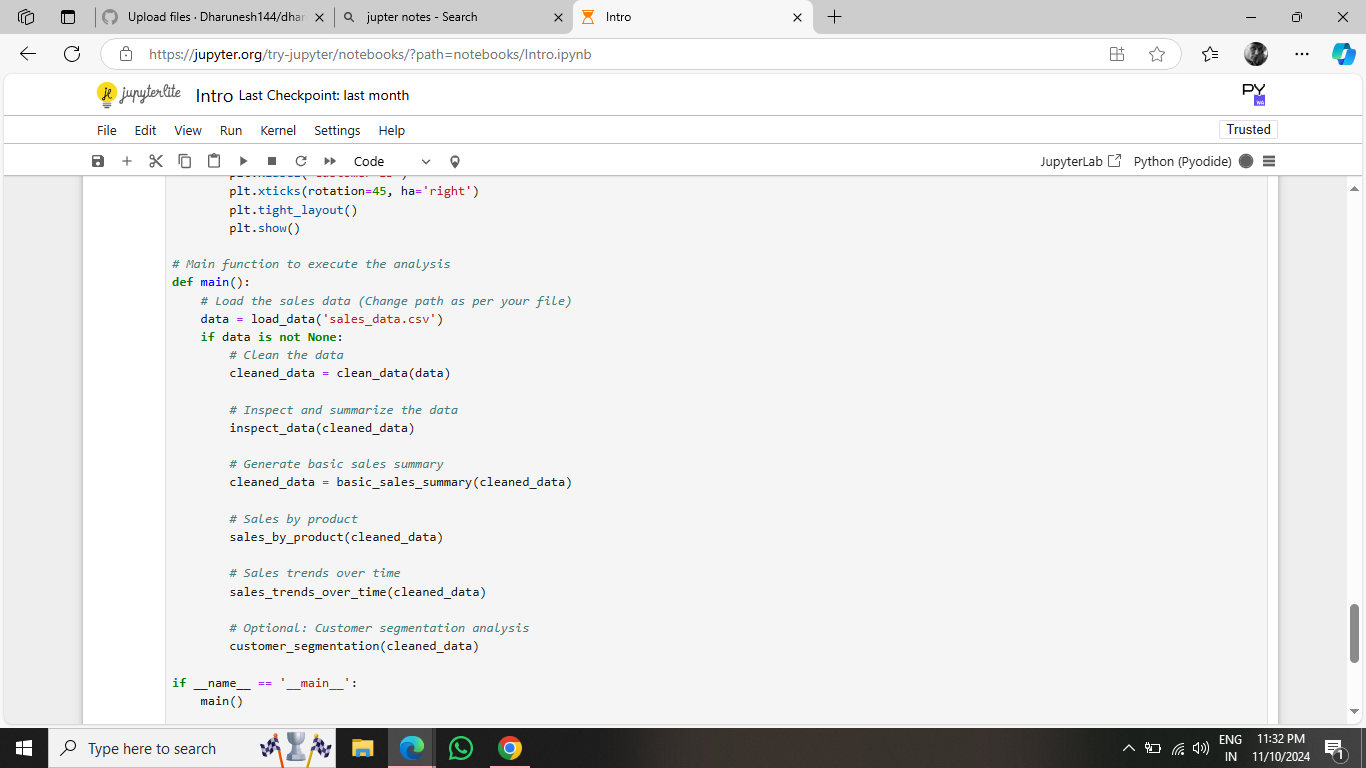 Upload files · Dharunesh144/dhar
jupter notes - Search
Intro
https://jupyter.org/try-jupyter/notebooks/?path=notebooks/Intro.ipynb
jupyterlite
Intro Last Checkpoint: last month
PY
File Edit View Run Kernel Settings Help
Trusted
Code
JupyterLab Python (Pyodide)
plt.xticks(rotation=45, ha='right')
plt.tight_layout()
plt.show()
# Main function to execute the analysis
def main():
# Load the sales data (Change path as per your file)
data = load_data('sales_data.csv')
if data is not None:
# Clean the data
cleaned_data = clean_data(data)
# Inspect and summarize the data
inspect_data(cleaned_data)
# Generate basic sales summary
cleaned_data = basic_sales_summary(cleaned_data)
# Sales by product
sales_by_product(cleaned_data)
# Sales trends over time
sales_trends_over_time(cleaned_data)
# Optional: Customer segmentation analysis
customer_segmentation(cleaned_data)
if __name__ == '__main__':
main()
Type here to search
ENG
IN
11:32 PM
11/10/2024
1